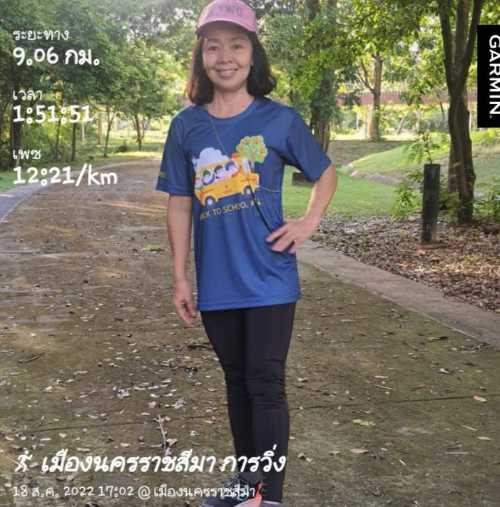 ระยะทาง
9.06 กม.
เวลา
1:51:51
เพซ
12:21/km
GARMIN
TO SCHOOL
เมืองนครราชสีมา การวิ่ง
18 ส.ค. 2022 17:02 @ เมืองนครราชสีมา